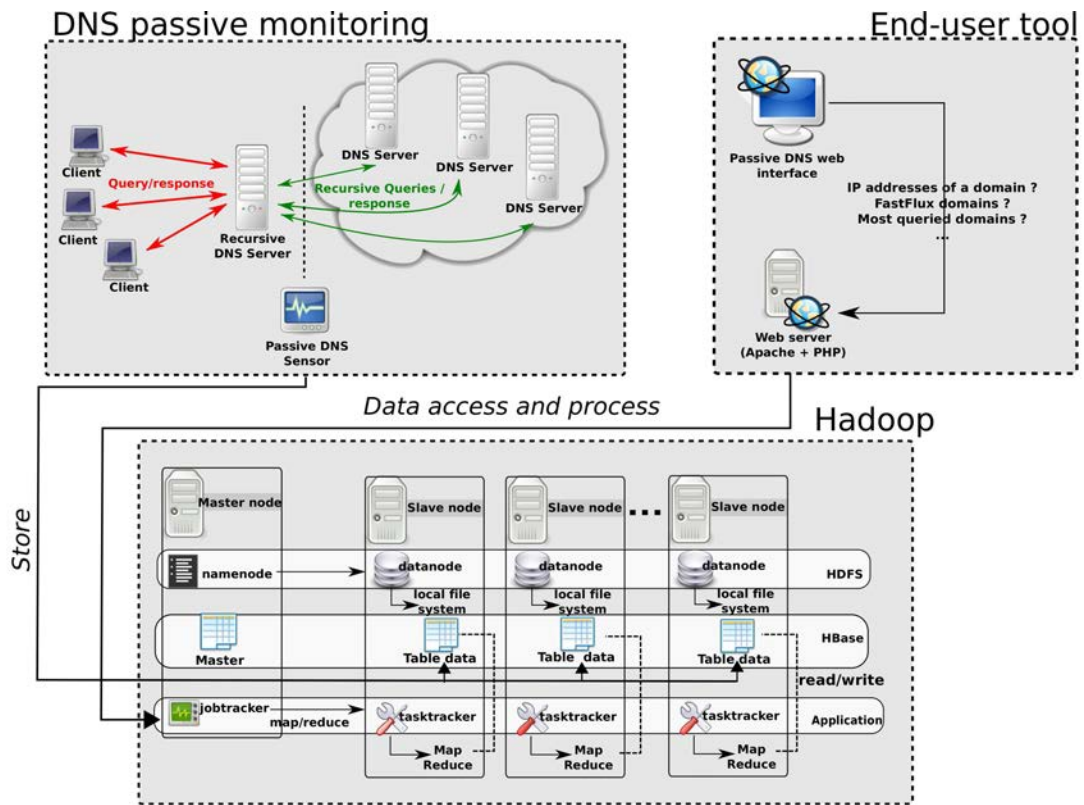 DNS passive monitoring
Client
Client
Client
Query/response
Recursive
DNS Server
DNS Server
DNS Server
DNS Server
Recursive Queries /
response
Passive DNS
Sensor
End-user tool
Passive DNS web
interface
IP addresses of a domain ?
FastFlux domains ?
Most queried domains ?
...
Web server
(Apache + PHP)
Data access and process
Store
Hadoop
Master node
Slave node
Slave node
...
Slave node
namenode
datanode
datanode
datanode
HDFS
local file
system
local file
system
local file
system
Master
Table data
Table data
Table data
HBase
read/write
jobtracker
map/reduce
tasktracker
tasktracker
tasktracker
Application
Map
Reduce
Map
Reduce
Map
Reduce